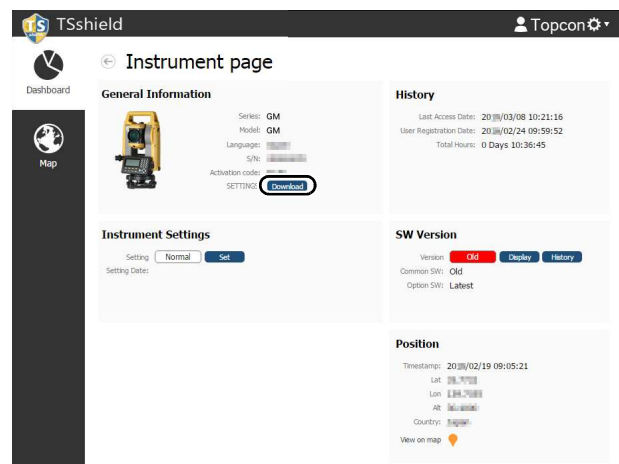 TS
TSshield
Topcon
Dashboard
Map
Instrument page
General Information
Series: GM
Model: GM
Language:
S/N:
Activation code:
SETTING: Download
History
Last Access Date: 20 /03/08 10:21:16
User Registration Date: 20 /02/24 09:59:52
Total Hours: 0 Days 10:36:45
Instrument Settings
Setting Normal Set
Setting Date:
SW Version
Version Old Display History
Common SW: Old
Option SW: Latest
Position
Timestamp: 20 /02/19 09:05:21
Lat
Lon
Alt
Country:
View on map